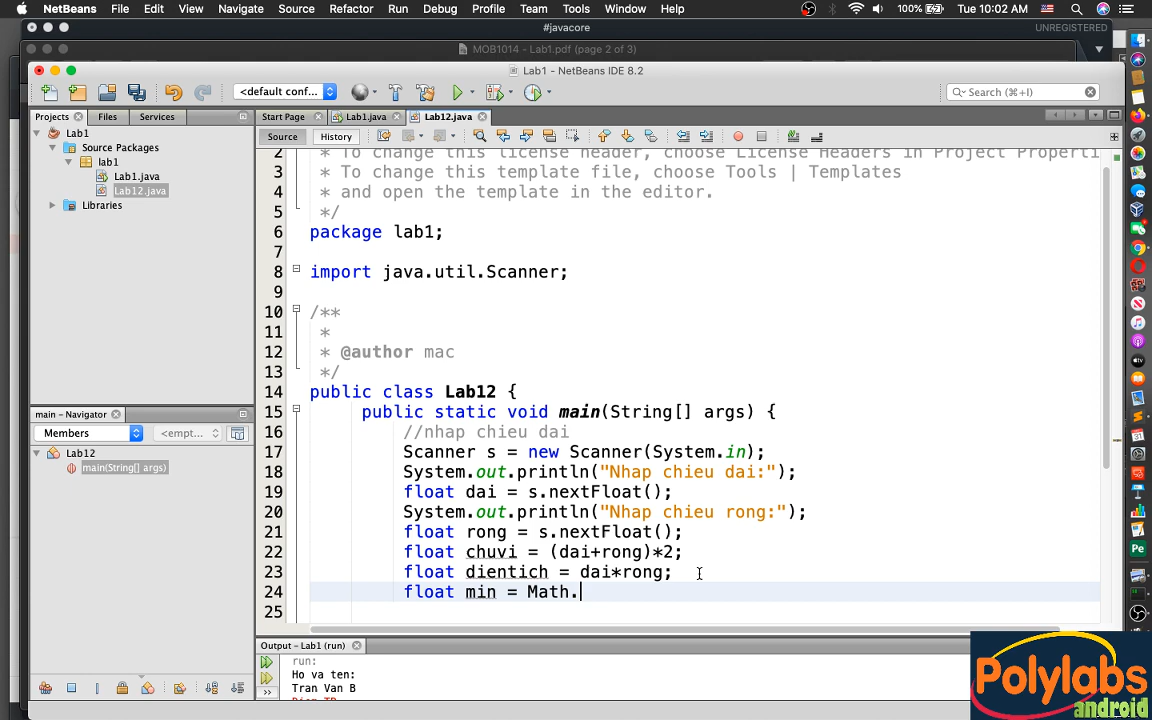 NetBeans File Edit View Navigate Source Refactor Run Debug Profile Team Tools Window Help 100% Tue 10:02 AM
#javacore UNREGISTERED
MOB1014 - Lab1.pdf (page 2 of 3)
Lab1 - NetBeans IDE 8.2
<default conf... Search (⌘+I)
Projects Files Services Start Page Lab1.java Lab12.java
Source History
Lab1
Source Packages
lab1
Lab1.java
Lab12.java
Libraries
main - Navigator
Members <empt...
Lab12
main(String[] args)
2 * To change this license header, choose License Headers in Project Properti
3 * To change this template file, choose Tools | Templates
4 * and open the template in the editor.
5 */
6 package lab1;
7
8 import java.util.Scanner;
9
10 /**
11 *
12 * @author mac
13 */
14 public class Lab12 {
15 public static void main(String[] args) {
16 //nhap chieu dai
17 Scanner s = new Scanner(System.in);
18 System.out.println("Nhap chieu dai:");
19 float dai = s.nextFloat();
20 System.out.println("Nhap chieu rong:");
21 float rong = s.nextFloat();
22 float chuvi = (dai+rong)*2;
23 float dientich = dai*rong;
24 float min = Math.
25
Output - Lab1 (run)
run:
Ho va ten:
Tran Van B
Polylabs
android